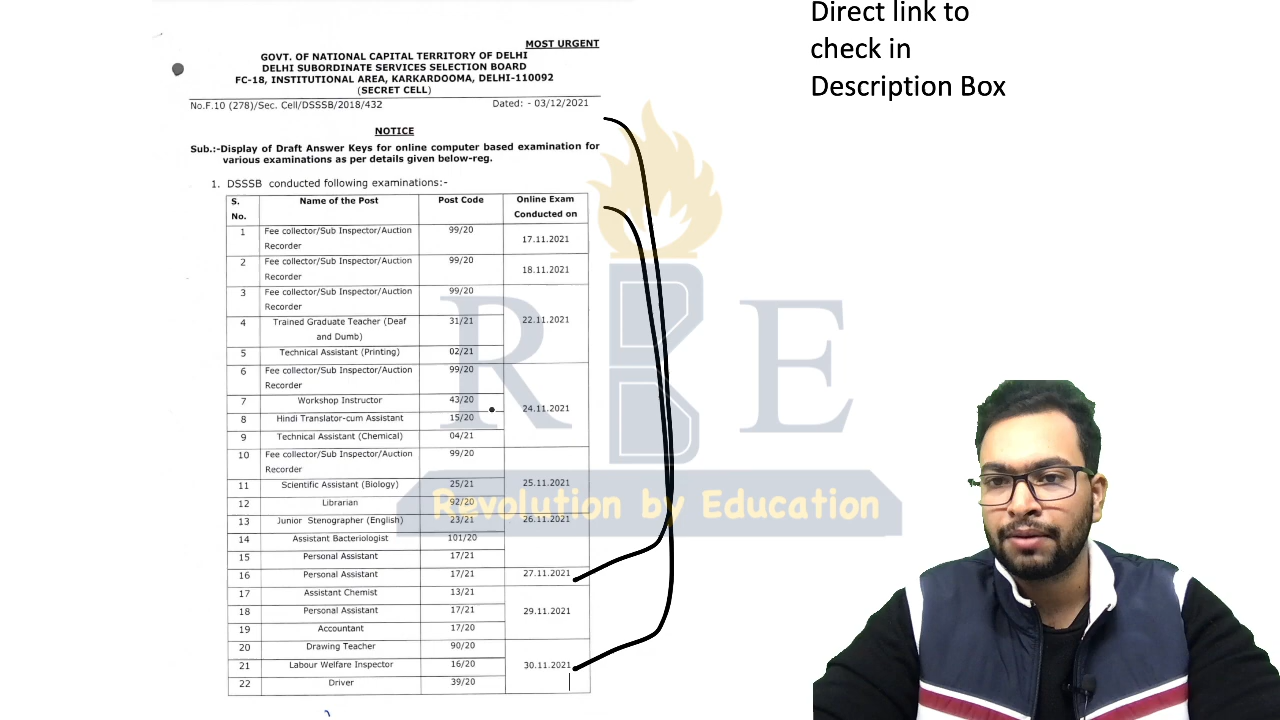 MOST URGENT
GOVT. OF NATIONAL CAPITAL TERRITORY OF DELHI
DELHI SUBORDINATE SERVICES SELECTION BOARD
FC-18, INSTITUTIONAL AREA, KARKARDOOMA, DELHI-110092
(SECRET CELL)
No.F.10 (278)/Sec. Cell/DSSSB/2018/432 Dated: - 03/12/2021
NOTICE
Sub.:-Display of Draft Answer Keys for online computer based examination for
various examinations as per details given below-reg.
1. DSSSB conducted following examinations:-
S. No. Name of the Post Post Code Online Exam Conducted on
1 Fee collector/Sub Inspector/Auction Recorder 99/20 17.11.2021
2 Fee collector/Sub Inspector/Auction Recorder 99/20 18.11.2021
3 Fee collector/Sub Inspector/Auction Recorder 99/20
4 Trained Graduate Teacher (Deaf and Dumb) 31/21 22.11.2021
5 Technical Assistant (Printing) 02/21
6 Fee collector/Sub Inspector/Auction Recorder 99/20
7 Workshop Instructor 43/20 24.11.2021
8 Hindi Translator-cum Assistant 15/20
9 Technical Assistant (Chemical) 04/21
10 Fee collector/Sub Inspector/Auction Recorder 99/20
11 Scientific Assistant (Biology) 25/21 25.11.2021
12 Librarian 92/20
13 Junior Stenographer (English) 23/21 26.11.2021
14 Assistant Bacteriologist 101/20
15 Personal Assistant 17/21
16 Personal Assistant 17/21 27.11.2021
17 Assistant Chemist 13/21
18 Personal Assistant 17/21 29.11.2021
19 Accountant 17/20
20 Drawing Teacher 90/20
21 Labour Welfare Inspector 16/20 30.11.2021
22 Driver 39/20
RBE
Revolution by Education
Direct link to
check in
Description Box